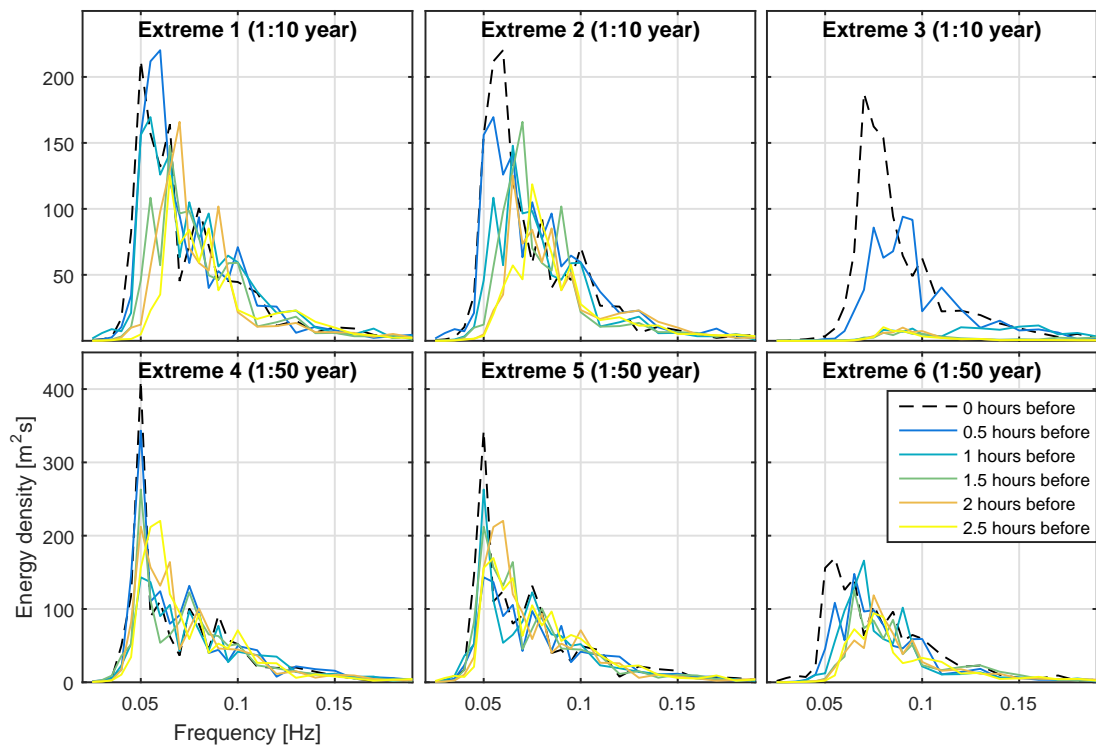 Extreme 1 (1:10 year)
Extreme 2 (1:10 year)
Extreme 3 (1:10 year)
200
150
100
50
Extreme 4 (1:50 year)
Extreme 5 (1:50 year)
Extreme 6 (1:50 year)
400
300
200
100
0
Energy density [m²s]
0 hours before
0.5 hours before
1 hours before
1.5 hours before
2 hours before
2.5 hours before
0.05 0.1 0.15
0.05 0.1 0.15
0.05 0.1 0.15
Frequency [Hz]